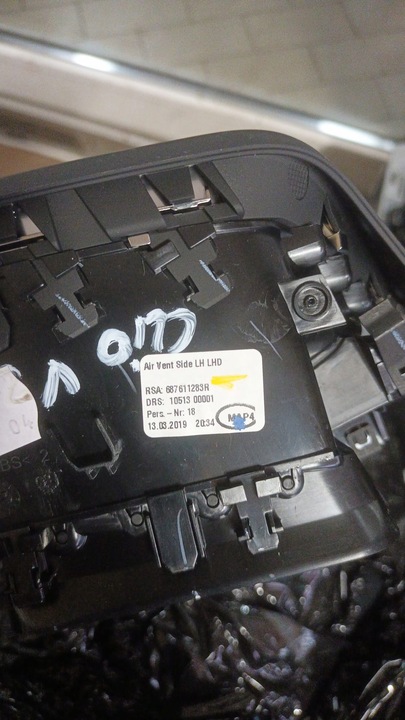 Air Vent Side LH LHD
RSA: 687611283R
DRS: 10513 00001
Pers. - Nr: 18
13.03.2019 20:34 MAP4
04